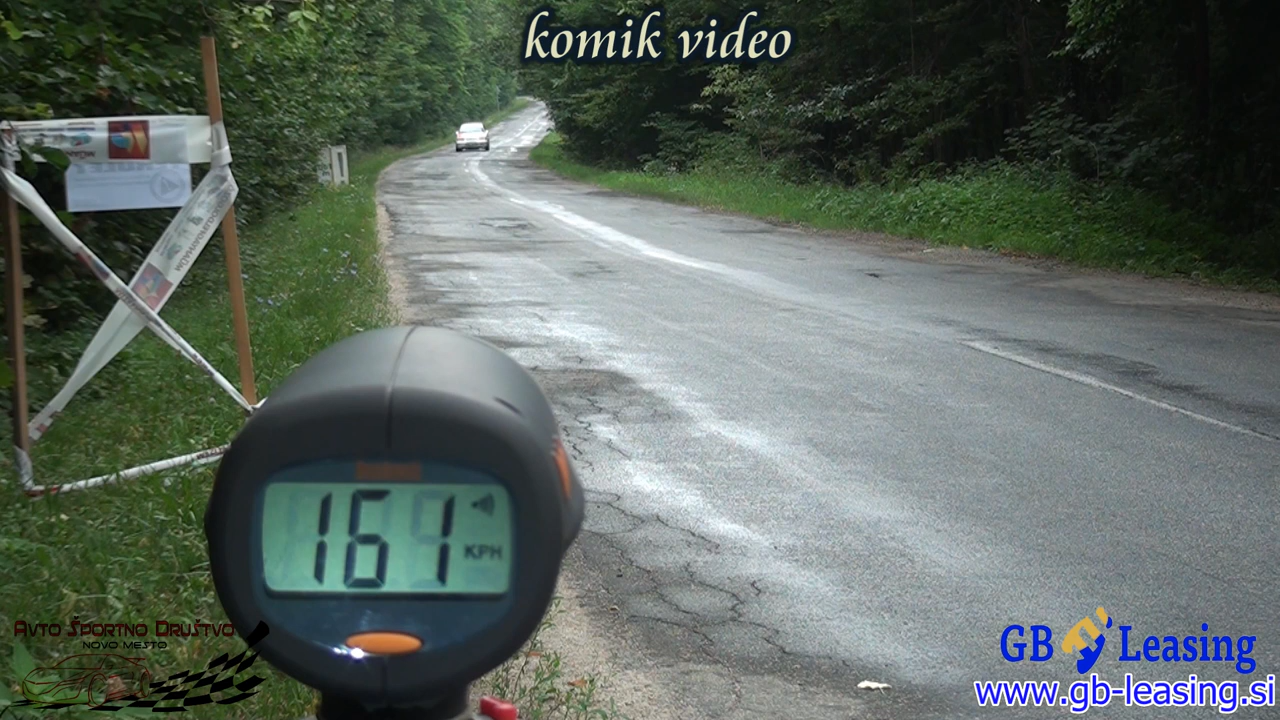 komik video
161
KPH
Avto Športno Društvo
Novo mesto
GB Leasing
www.gb-leasing.si